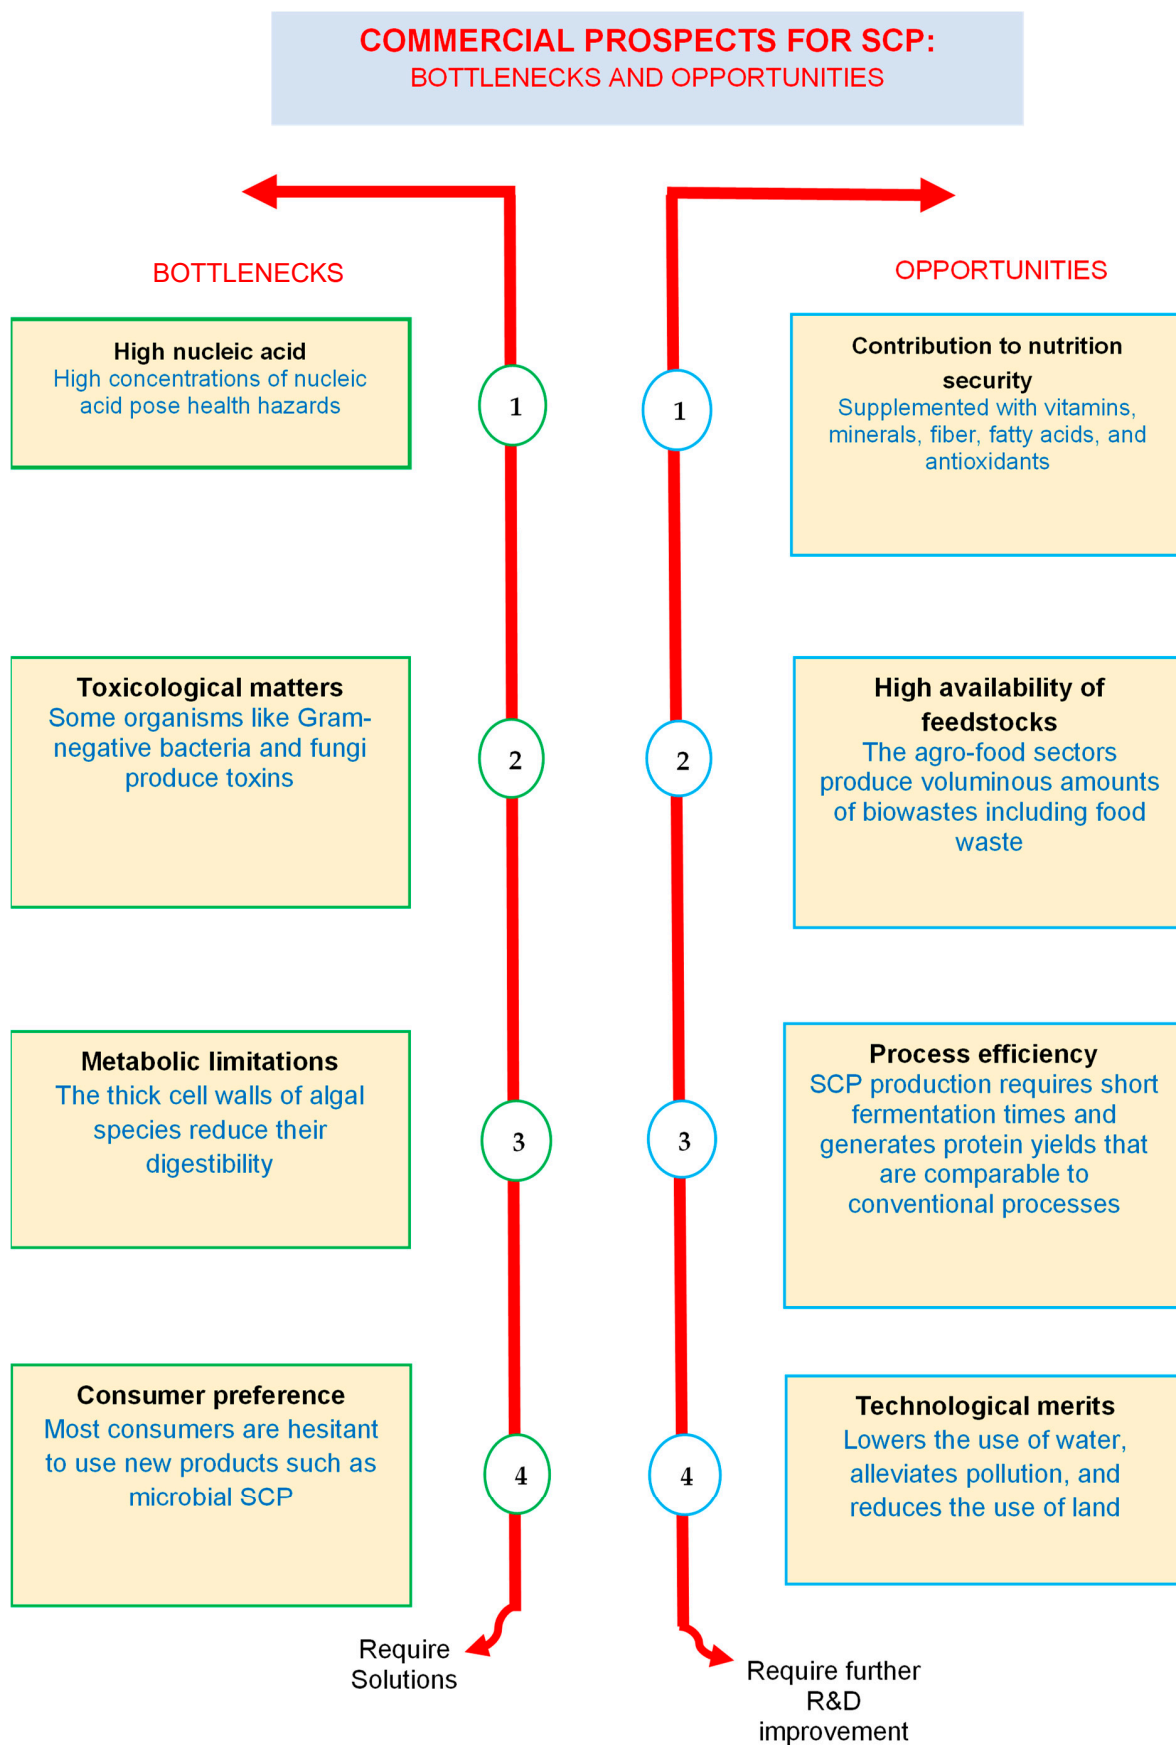 COMMERCIAL PROSPECTS FOR SCP:
BOTTLENECKS AND OPPORTUNITIES
BOTTLENECKS
High nucleic acid
High concentrations of nucleic
acid pose health hazards
1
Toxicological matters
Some organisms like Gram-
negative bacteria and fungi
produce toxins
2
Metabolic limitations
The thick cell walls of algal
species reduce their
digestibility
3
Consumer preference
Most consumers are hesitant
to use new products such as
microbial SCP
4
Require
Solutions
OPPORTUNITIES
1
Contribution to nutrition
security
Supplemented with vitamins,
minerals, fiber, fatty acids, and
antioxidants
2
High availability of
feedstocks
The agro-food sectors
produce voluminous amounts
of biowastes including food
waste
3
Process efficiency
SCP production requires short
fermentation times and
generates protein yields that
are comparable to
conventional processes
4
Technological merits
Lowers the use of water,
alleviates pollution, and
reduces the use of land
Require further
R&D
improvement